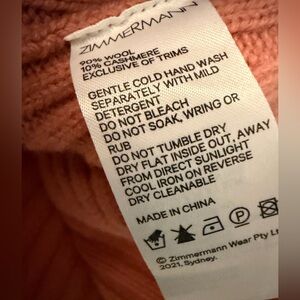 ZIMMERMANN
90% WOOL
10% CASHMERE
EXCLUSIVE OF TRIMS
GENTLE COLD HAND WASH
SEPARATELY WITH MILD
DETERGENT
DO NOT BLEACH
DO NOT SOAK, WRING OR
RUB
DO NOT TUMBLE DRY
DRY FLAT INSIDE OUT, AWAY
FROM DIRECT SUNLIGHT
COOL IRON ON REVERSE
DRY CLEANABLE
MADE IN CHINA
P
© Zimmermann Wear Pty Lt
2021, Sydney.